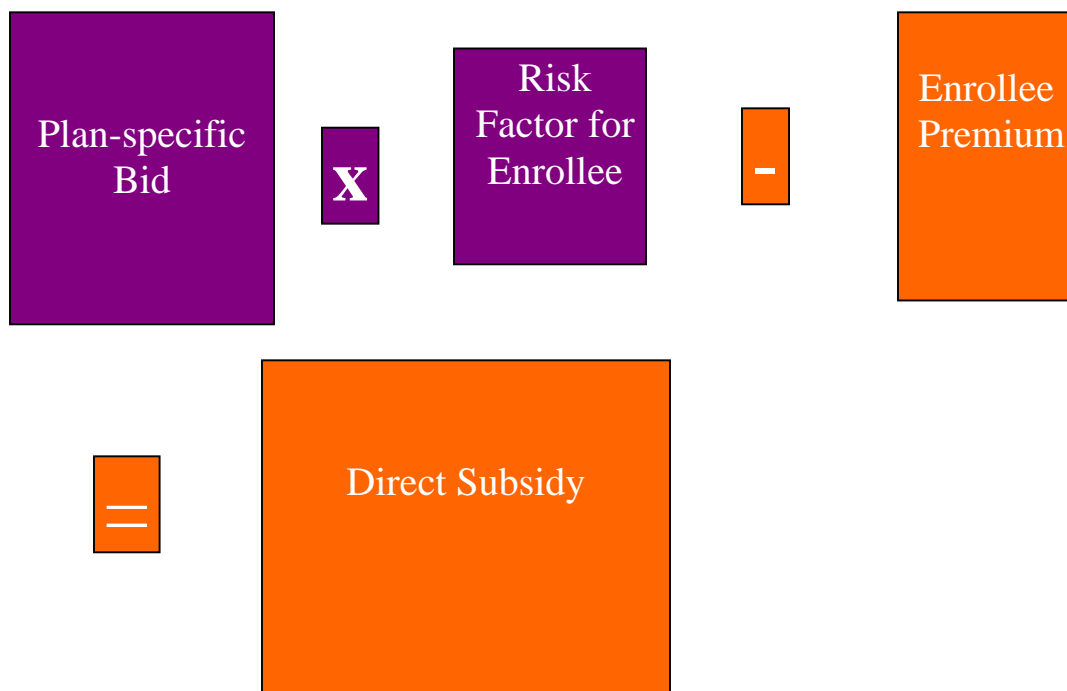 Plan-specific
Bid
x
Risk
Factor for
Enrollee
-
Enrollee
Premium
=
Direct Subsidy